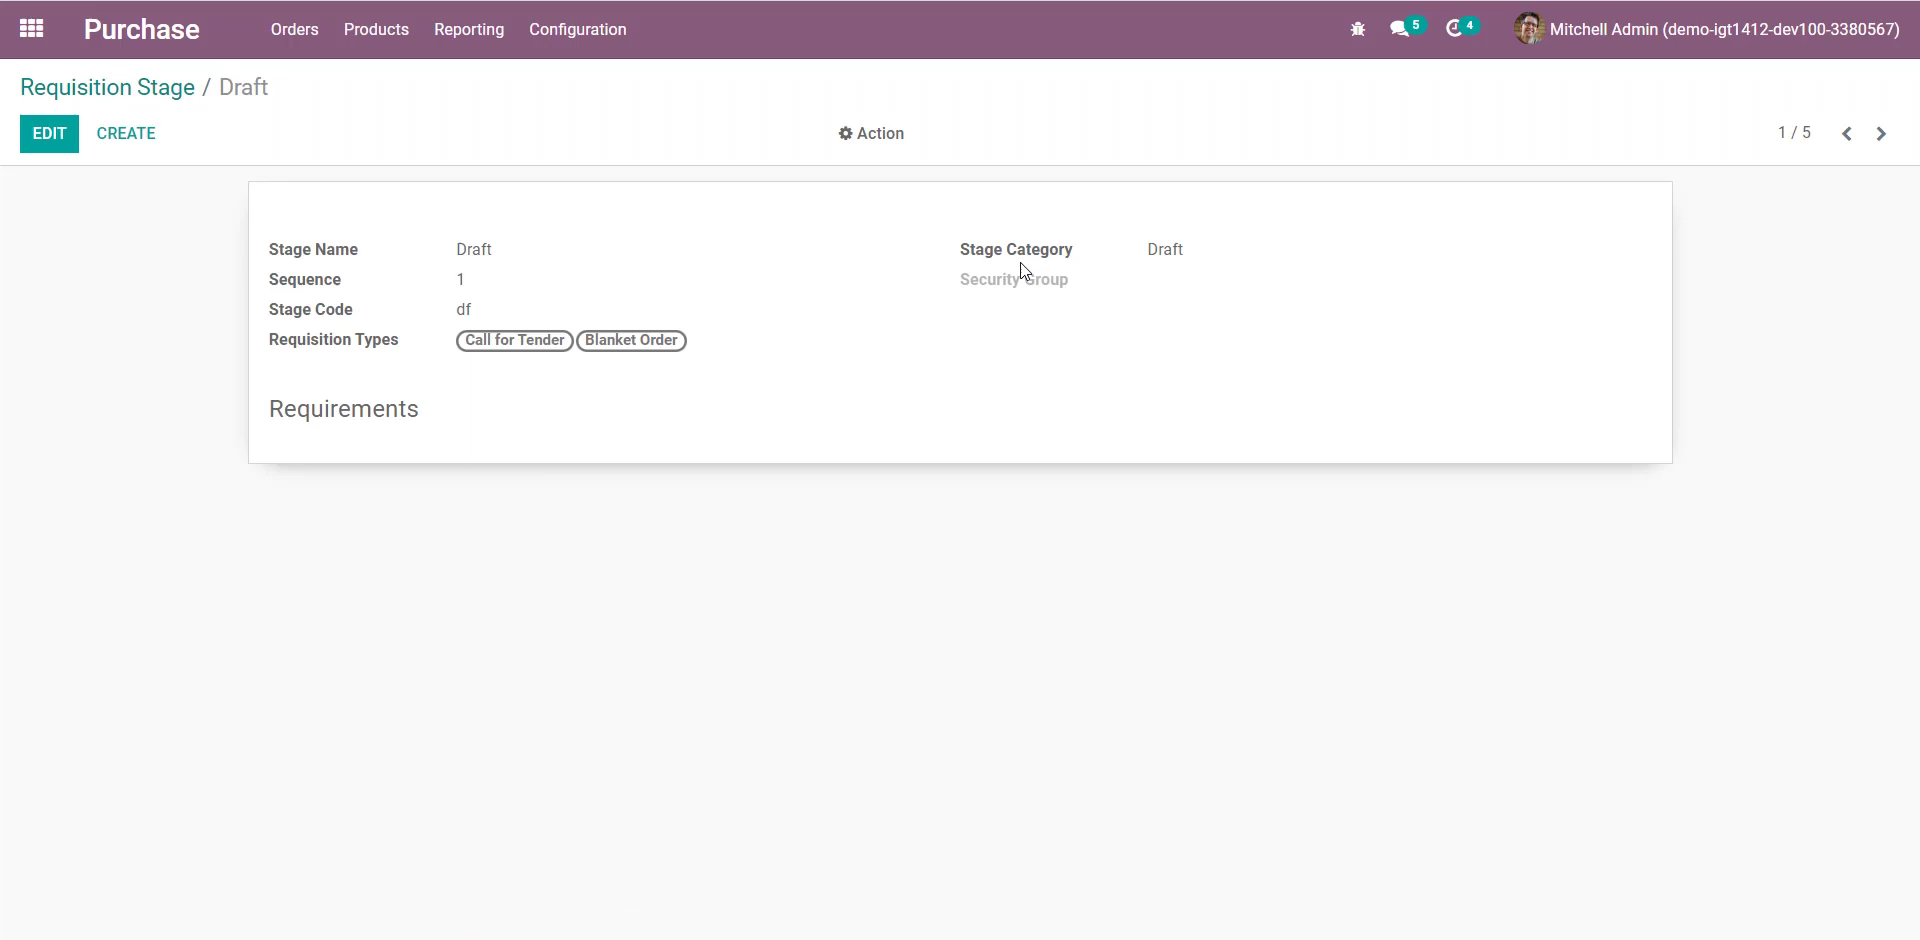 Purchase Orders Products Reporting Configuration 5 4 Mitchell Admin (demo-igt1412-dev100-3380567)
Requisition Stage / Draft
EDIT CREATE Action 1 / 5
Stage Name Draft Stage Category Draft
Sequence 1 Security Group
Stage Code df
Requisition Types Call for Tender Blanket Order
Requirements